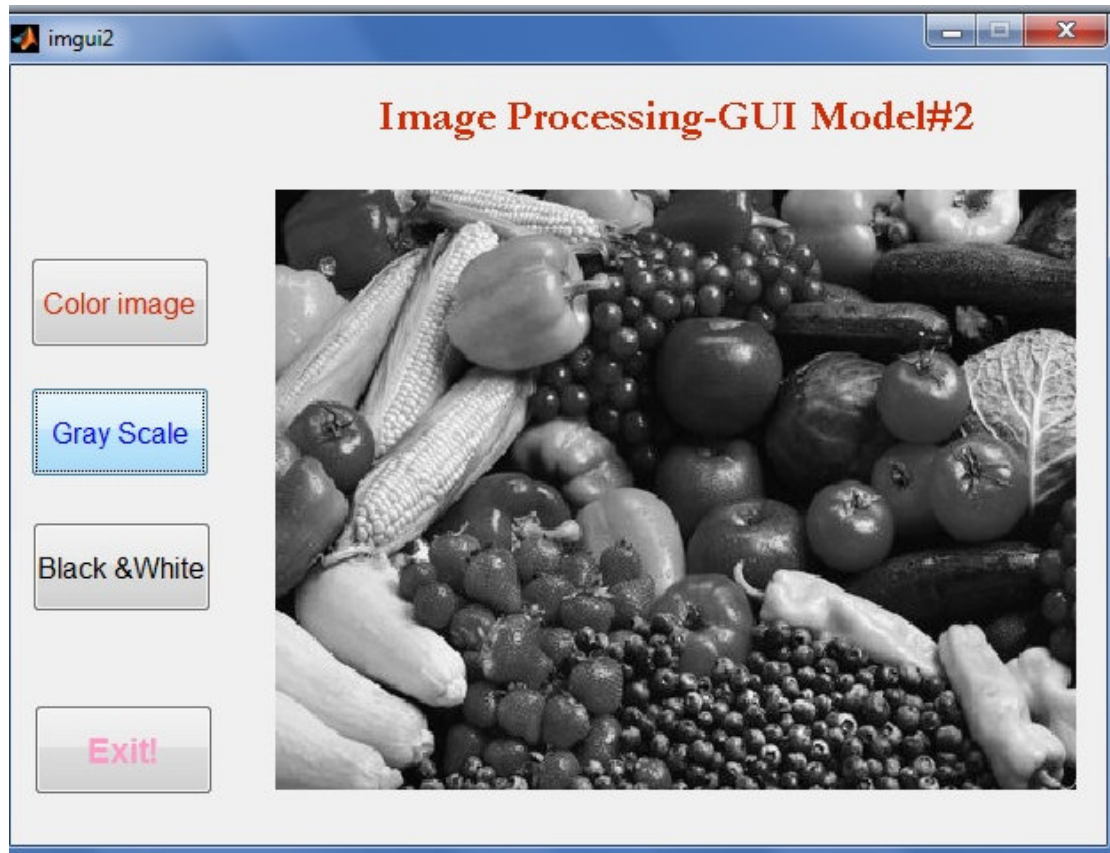 imgui2
Image Processing-GUI Model#2
Color image
Gray Scale
Black &White
Exit!